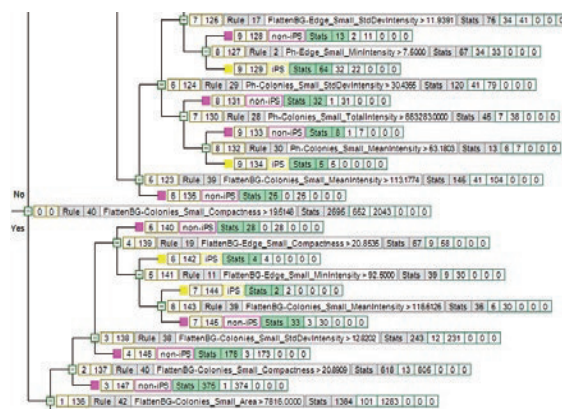 7 126 Rule 17 FlattenBG-Edge_Small_StdDevIntensity > 11.9391 Stats 75 34 41 0 0 0
9 128 non-iPS Stats 13 2 11 0 0 0
8 127 Rule 2 Ph-Edge_Small_MinIntensity > 7.5000 Stats 67 34 33 0 0 0
9 129 iPS Stats 54 32 22 0 0 0
6 124 Rule 29 Ph-Colonies_Small_StdDevIntensity > 30.4365 Stats 120 41 79 0 0 0
8 131 non-iPS Stats 32 1 31 0 0 0
7 130 Rule 28 Ph-Colonies_Small_TotalIntensity > 6632830000 Stats 45 7 38 0 0 0
9 133 non-iPS Stats 8 1 7 0 0 0
8 132 Rule 30 Ph-Colonies_Small_MeanIntensity > 63.1803 Stats 13 6 7 0 0 0
9 134 iPS Stats 5 5 0 0 0 0
5 123 Rule 39 FlattenBG-Colonies_Small_MeanIntensity > 113.1774 Stats 145 41 104 0 0 0
6 135 non-iPS Stats 25 0 25 0 0 0
No
0 0 Rule 40 FlattenBG-Colonies_Small_Compactness > 19.5146 Stats 2695 652 2043 0 0 0
Yes
6 140 non-iPS Stats 28 0 28 0 0 0
4 139 Rule 19 FlattenBG-Edge_Small_Compactness > 20.8535 Stats 67 9 58 0 0 0
6 142 iPS Stats 4 4 0 0 0 0
5 141 Rule 11 FlattenBG-Edge_Small_MinIntensity > 92.5000 Stats 39 9 30 0 0 0
7 144 iPS Stats 2 2 0 0 0 0
6 143 Rule 39 FlattenBG-Colonies_Small_MeanIntensity > 118.6126 Stats 35 5 30 0 0 0
7 145 non-iPS Stats 33 3 30 0 0 0
3 138 Rule 38 FlattenBG-Colonies_Small_StdDevIntensity > 12.8202 Stats 243 12 231 0 0 0
4 146 non-iPS Stats 176 3 173 0 0 0
2 137 Rule 40 FlattenBG-Colonies_Small_Compactness > 20.8909 Stats 618 13 605 0 0 0
3 147 non-iPS Stats 375 1 374 0 0 0
1 136 Rule 42 FlattenBG-Colonies_Small_Area > 7816.0000 Stats 1384 101 1283 0 0 0